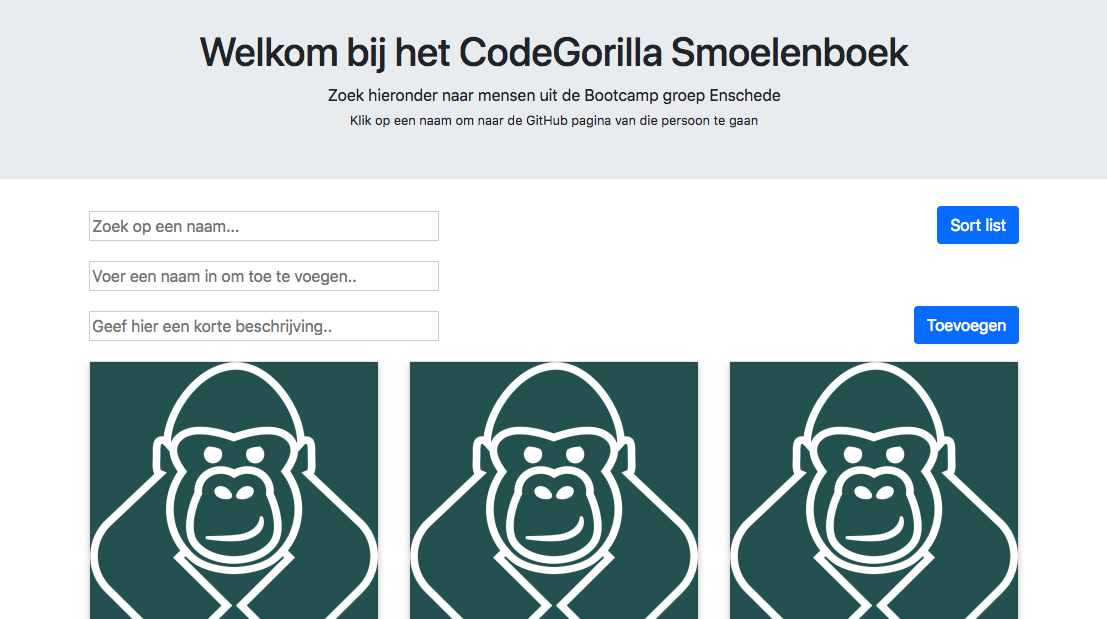 Welkom bij het CodeGorilla Smoelenboek
Zoek hieronder naar mensen uit de Bootcamp groep Enschede
Klik op een naam om naar de GitHub pagina van die persoon te gaan
Zoek op een naam...
Sort list
Voer een naam in om toe te voegen..
Geef hier een korte beschrijving..
Toevoegen